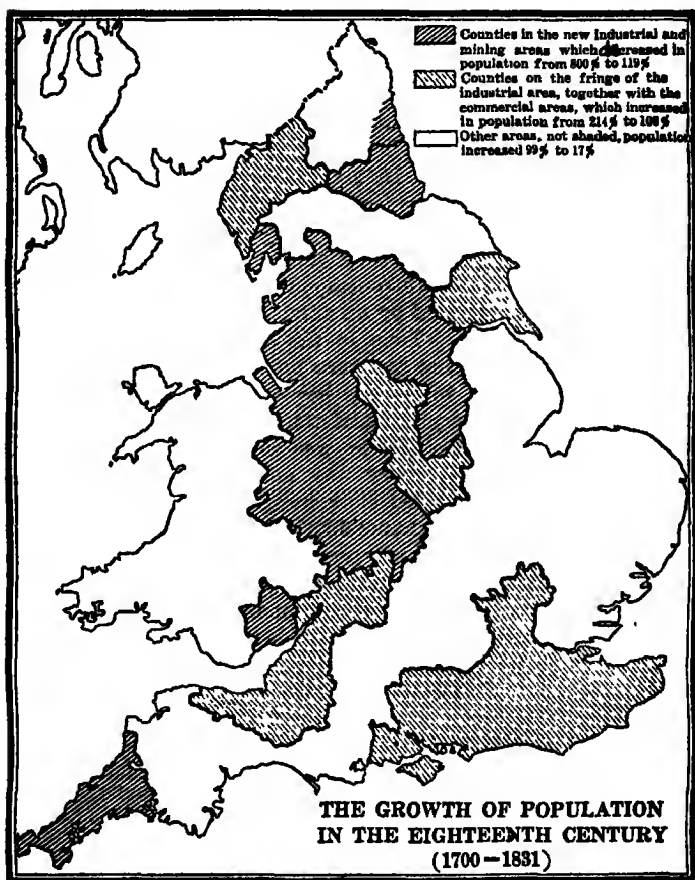 Counties in the new industrial and
mining areas which increased in
population from 800% to 119%
Counties on the fringe of the
industrial area, together with the
commercial areas, which increased
in population from 214% to 100%
Other areas, not shaded, population
increased 99% to 17%
THE GROWTH OF POPULATION
IN THE EIGHTEENTH CENTURY
(1700—1831)